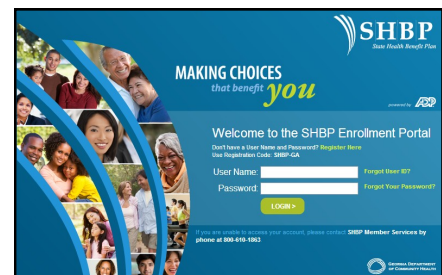 SHBP
State Health Benefit Plan
MAKING CHOICES
that benefit you
powered by ADP
Welcome to the SHBP Enrollment Portal
Don't have a User Name and Password? Register Here
Use Registration Code: SHBP-GA
User Name:
Forgot User ID?
Password:
Forgot Your Password?
LOGIN >
If you are unable to access your account, please contact SHBP Member Services by
phone at 800-610-1863
GEORGIA DEPARTMENT
OF COMMUNITY HEALTH